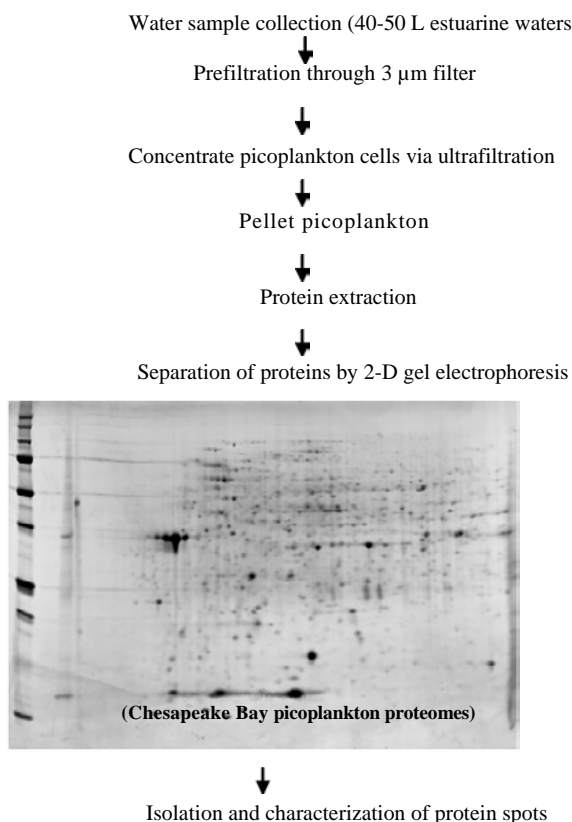 Water sample collection (40-50 L estuarine waters
Prefiltration through 3 µm filter
Concentrate picoplankton cells via ultrafiltration
Pellet picoplankton
Protein extraction
Separation of proteins by 2-D gel electrophoresis
(Chesapeake Bay picoplankton proteomes)
Isolation and characterization of protein spots